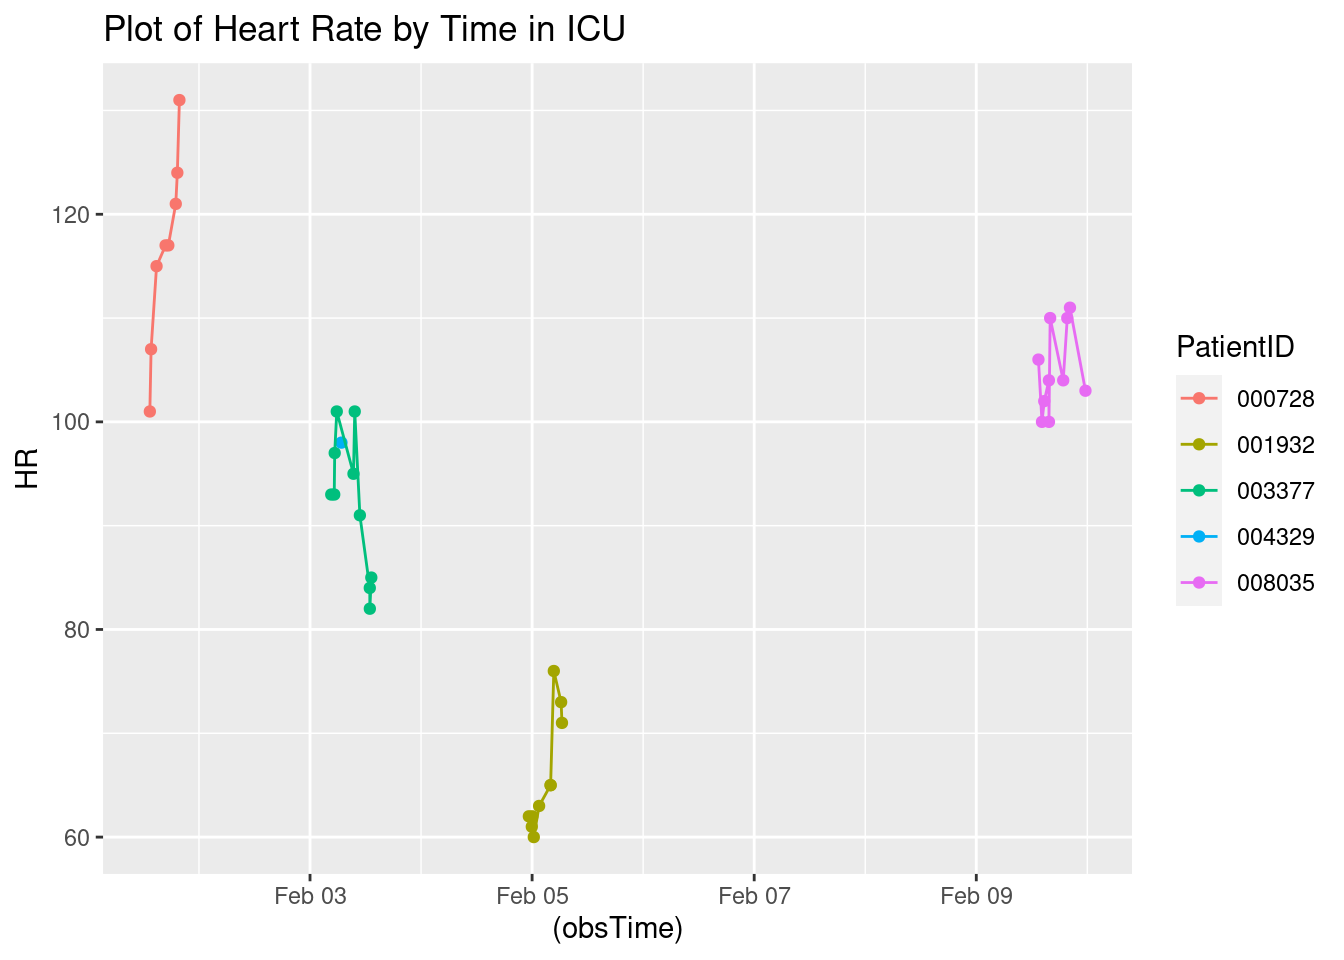 Plot of Heart Rate by Time in ICU
HR
120
100
80
60
Feb 03
Feb 05
Feb 07
Feb 09
(obsTime)
PatientID
000728
001932
003377
004329
008035